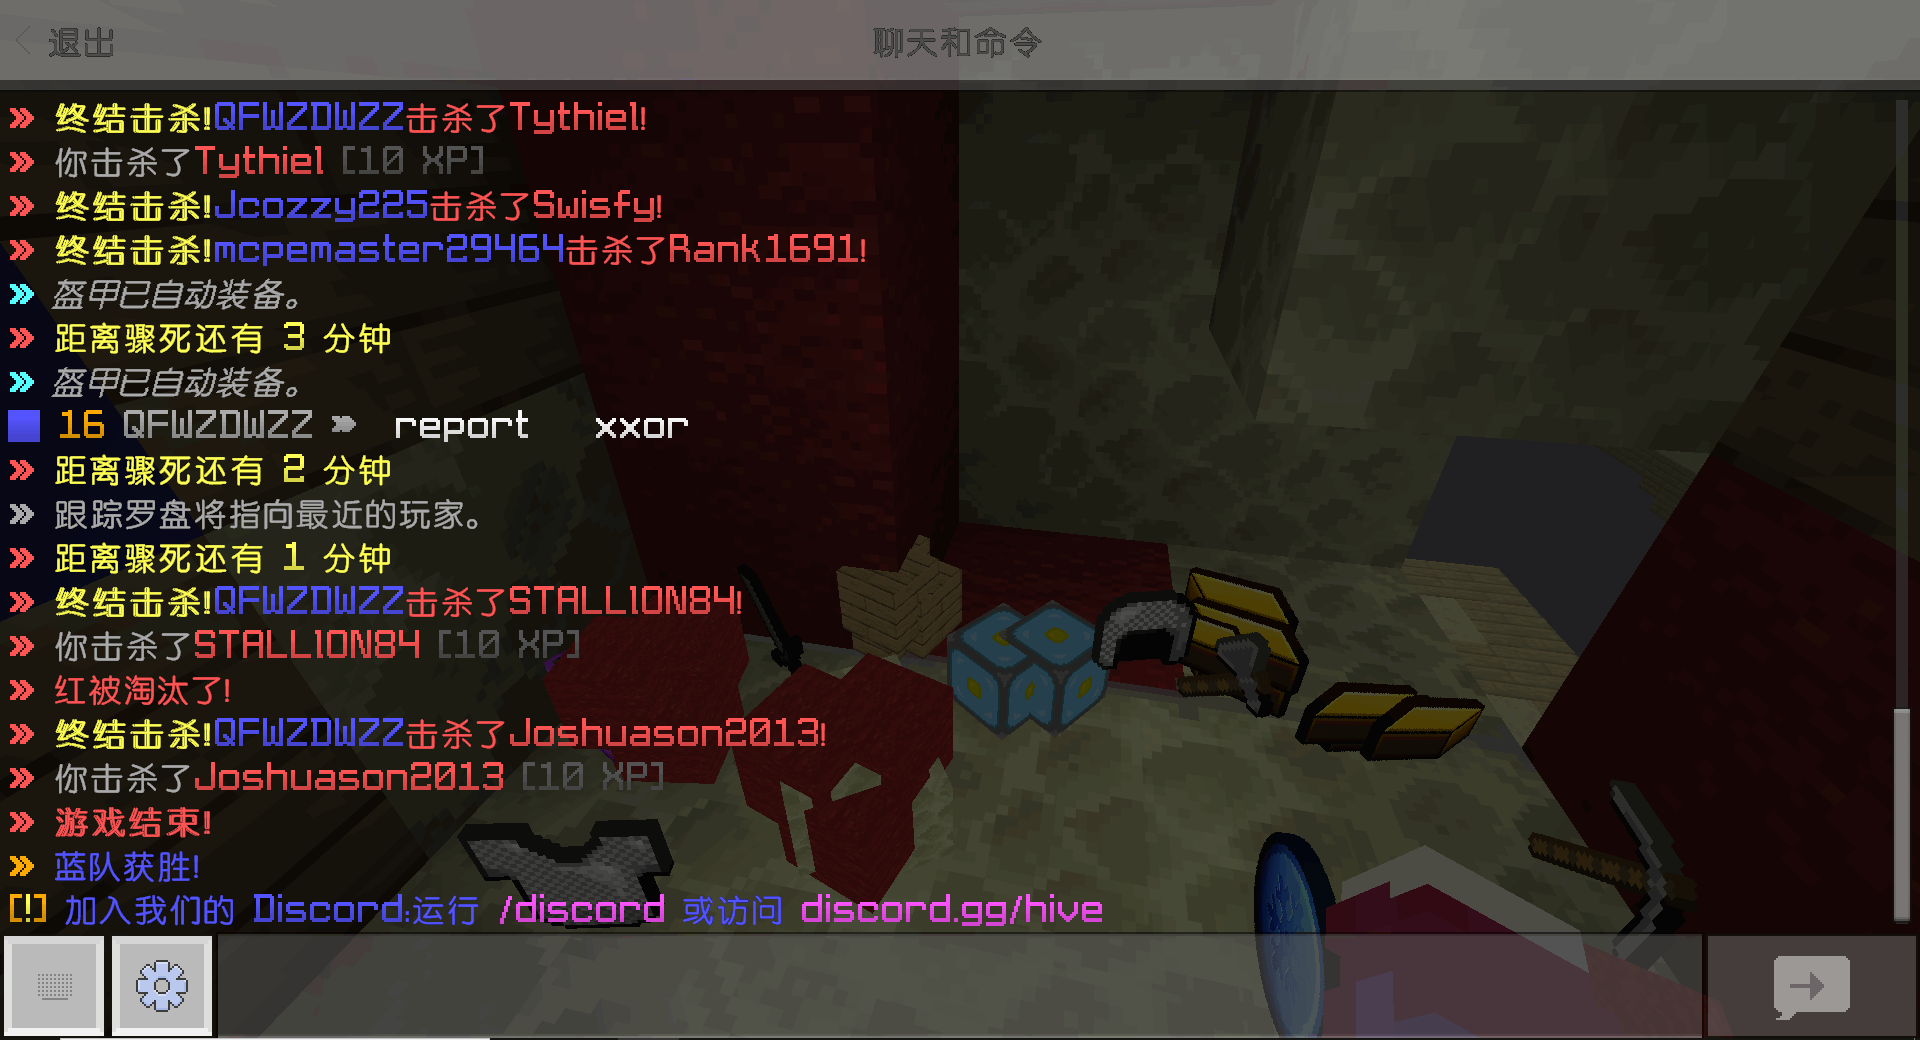 退出
聊天和命令
» 终结击杀!QFWZDWZZ击杀了Tythiel!
» 你击杀了Tythiel [10 XP]
» 终结击杀!Jcozzy225击杀了Swisfy!
» 终结击杀!mcpemaster29464击杀了Rank1691!
» 盔甲已自动装备。
» 距离骤死还有 3 分钟
» 盔甲已自动装备。
16 QFWZDWZZ » report xxor
» 距离骤死还有 2 分钟
» 跟踪罗盘将指向最近的玩家。
» 距离骤死还有 1 分钟
» 终结击杀!QFWZDWZZ击杀了STALLlON84!
» 你击杀了STALLlON84 [10 XP]
» 红被淘汰了!
» 终结击杀!QFWZDWZZ击杀了Joshuason2013!
» 你击杀了Joshuason2013 [10 XP]
» 游戏结束!
» 蓝队获胜!
[!] 加入我们的 Discord:运行 /discord 或访问 discord.gg/hive